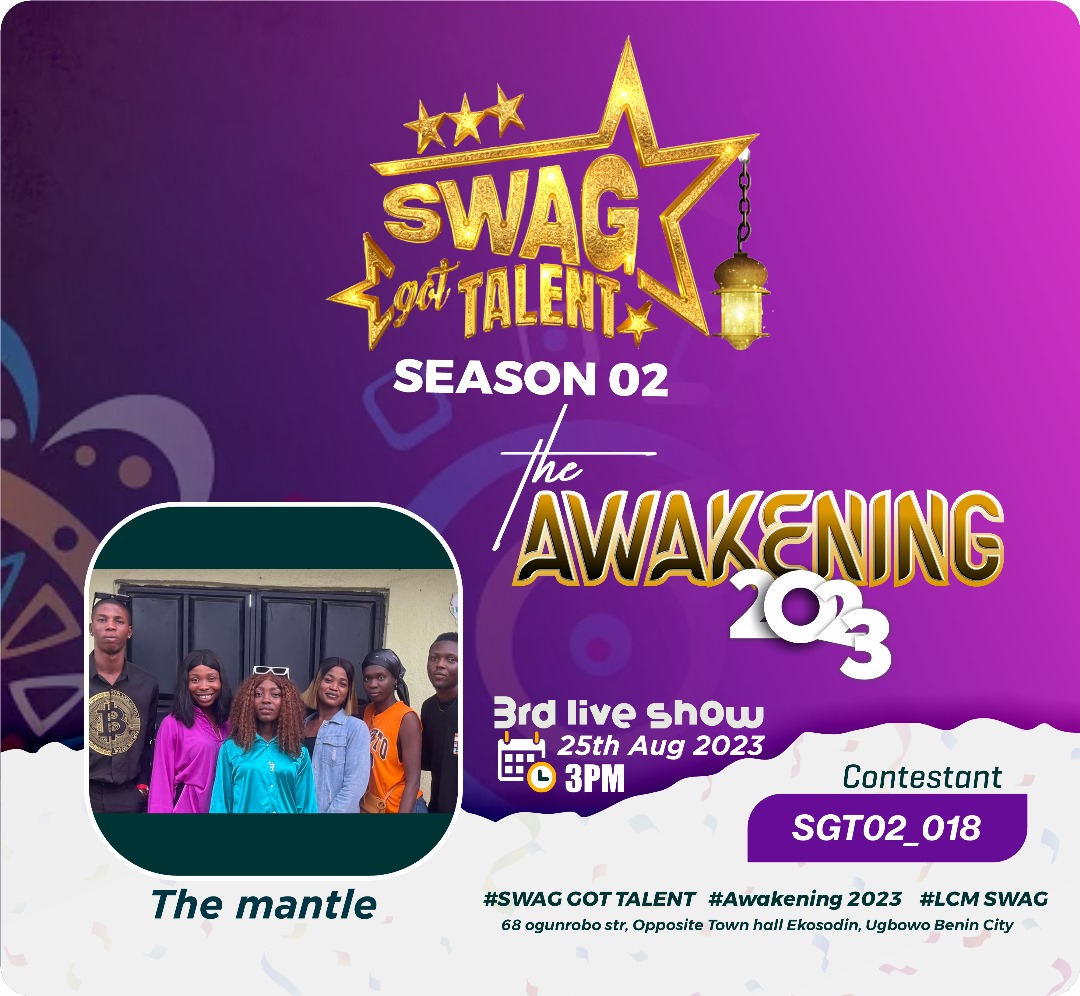 SWAG
got TALENT
SEASON 02
the
AWAKENING
2023
3rd live show
25th Aug 2023
3PM
Contestant
SGT02_018
The mantle
#SWAG GOT TALENT #Awakening 2023 #LCM SWAG
68 ogunrobo str, Opposite Town hall Ekosodin, Ugbowo Benin City